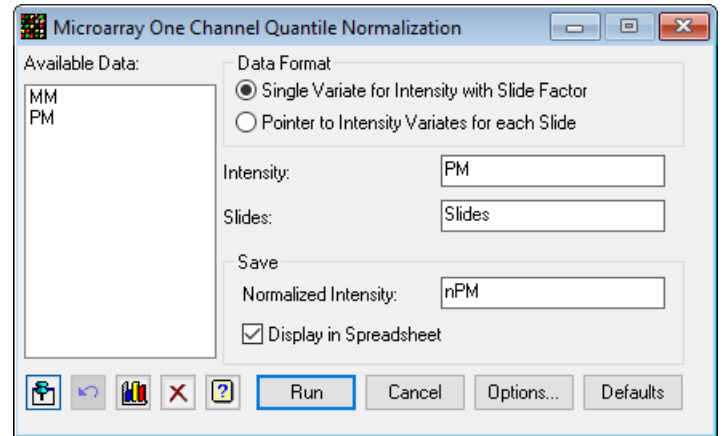 Microarray One Channel Quantile Normalization
Available Data:
MM
PM
Data Format
Single Variate for Intensity with Slide Factor
Pointer to Intensity Variates for each Slide
Intensity: PM
Slides: Slides
Save
Normalized Intensity: nPM
Display in Spreadsheet
Run Cancel Options... Defaults